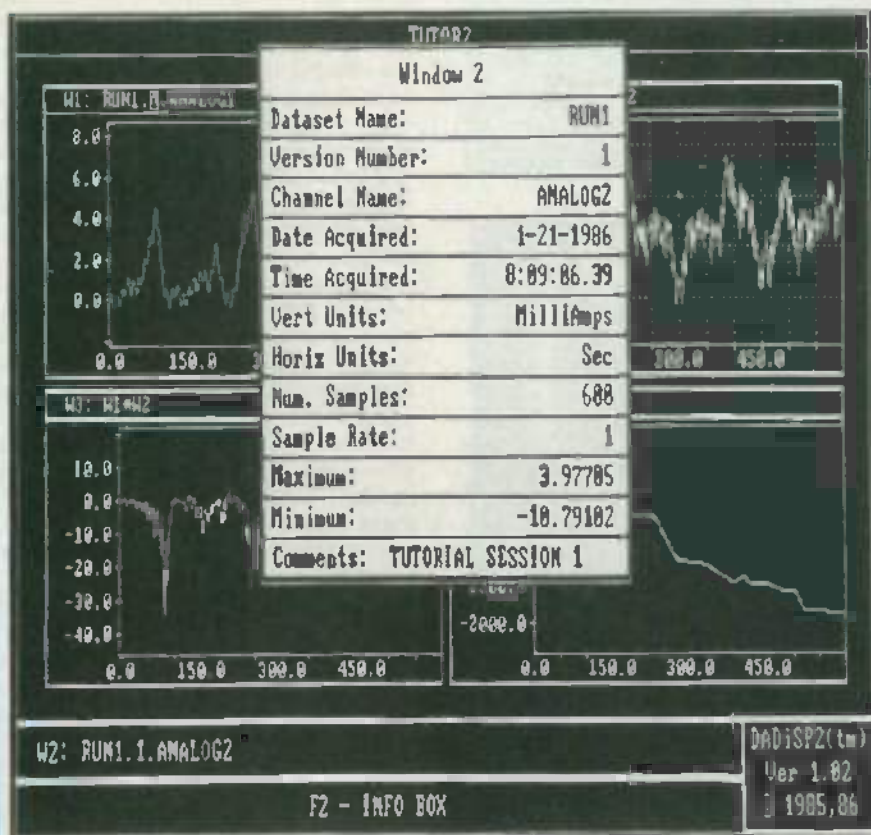 TUTOR2
Window 2
W1: RUN1.1.ANALOG1
2
Dataset Name: RUN1
Version Number: 1
Channel Name: ANALOG2
Date Acquired: 1-21-1986
Time Acquired: 8:09:06.39
Vert Units: MilliAmps
Horiz Units: Sec
Num. Samples: 600
Sample Rate: 1
Maximum: 3.97705
Minimum: -10.79102
Comments: TUTORIAL SESSION 1
8.0
6.0
4.0
2.0
0.0
0.0 150.0 3
300.0 450.0
W3: W1*W2
10.0
0.0
-10.0
-20.0
-30.0
-40.0
0.0 150.0 300.0 450.0
-2000.0
0.0 150.0 300.0 450.0
W2: RUN1.1.ANALOG2
DADiSP2(tm)
Ver 1.02
1985,86
F2 - INFO BOX